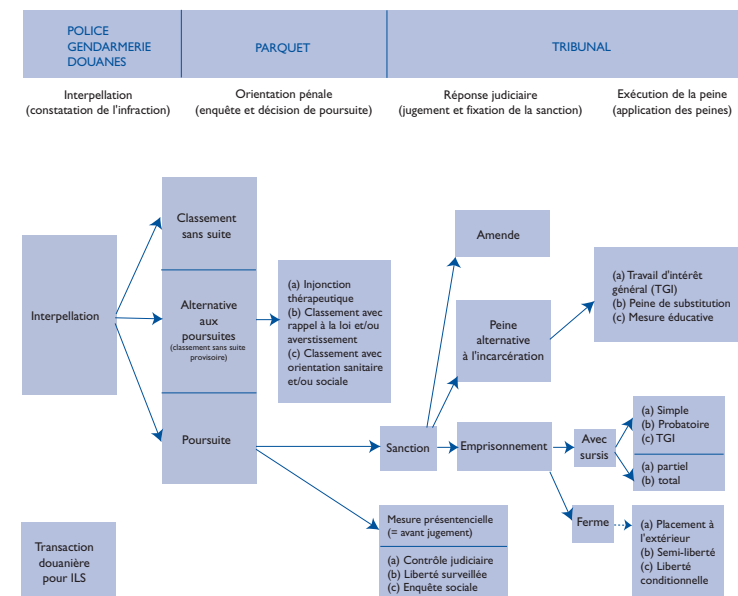 POLICE
GENDARMERIE
DOUANES
PARQUET
TRIBUNAL
Interpellation
(constatation de l'infraction)
Orientation pénale
(enquête et décision de poursuite)
Réponse judiciaire
(jugement et fixation de la sanction)
Exécution de la peine
(application des peines)
Interpellation
Classement
sans suite
Alternative
aux
poursuites
(classement sans suite
provisoire)
Poursuite
(a) Injonction
thérapeutique
(b) Classement avec
rappel à la loi et/ou
averstissement
(c) Classement avec
orientation sanitaire
et/ou sociale
Amende
Peine
alternative
à l'incarcération
(a) Travail d'intérêt
général (TGI)
(b) Peine de substitution
(c) Mesure éducative
Sanction
Emprisonnement
Avec
sursis
(a) Simple
(b) Probatoire
(c) TGI
(a) partiel
(b) total
Ferme
(a) Placement à
l'extérieur
(b) Semi-liberté
(c) Liberté
conditionnelle
Mesure présentencielle
(= avant jugement)
(a) Contrôle judiciaire
(b) Liberté surveillée
(c) Enquête sociale
Transaction
douanière
pour ILS